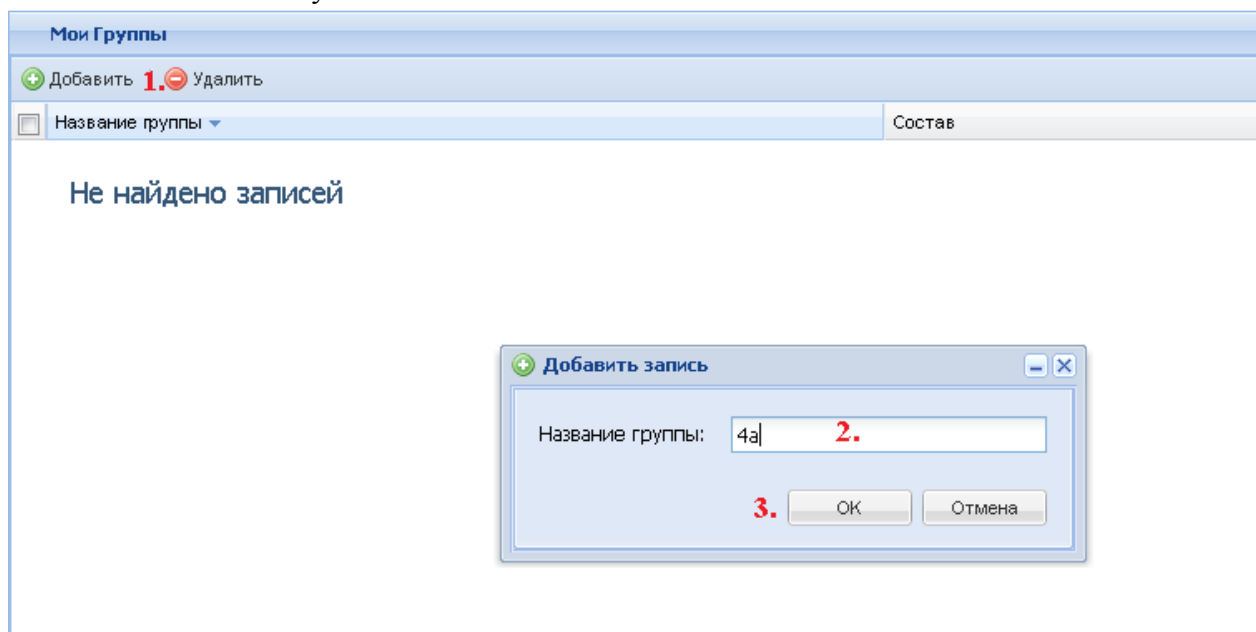 у
Мои Группы
Добавить 1. Удалить
Название группы Состав
Не найдено записей
Добавить запись
Название группы: 4а 2.
3. ОК Отмена